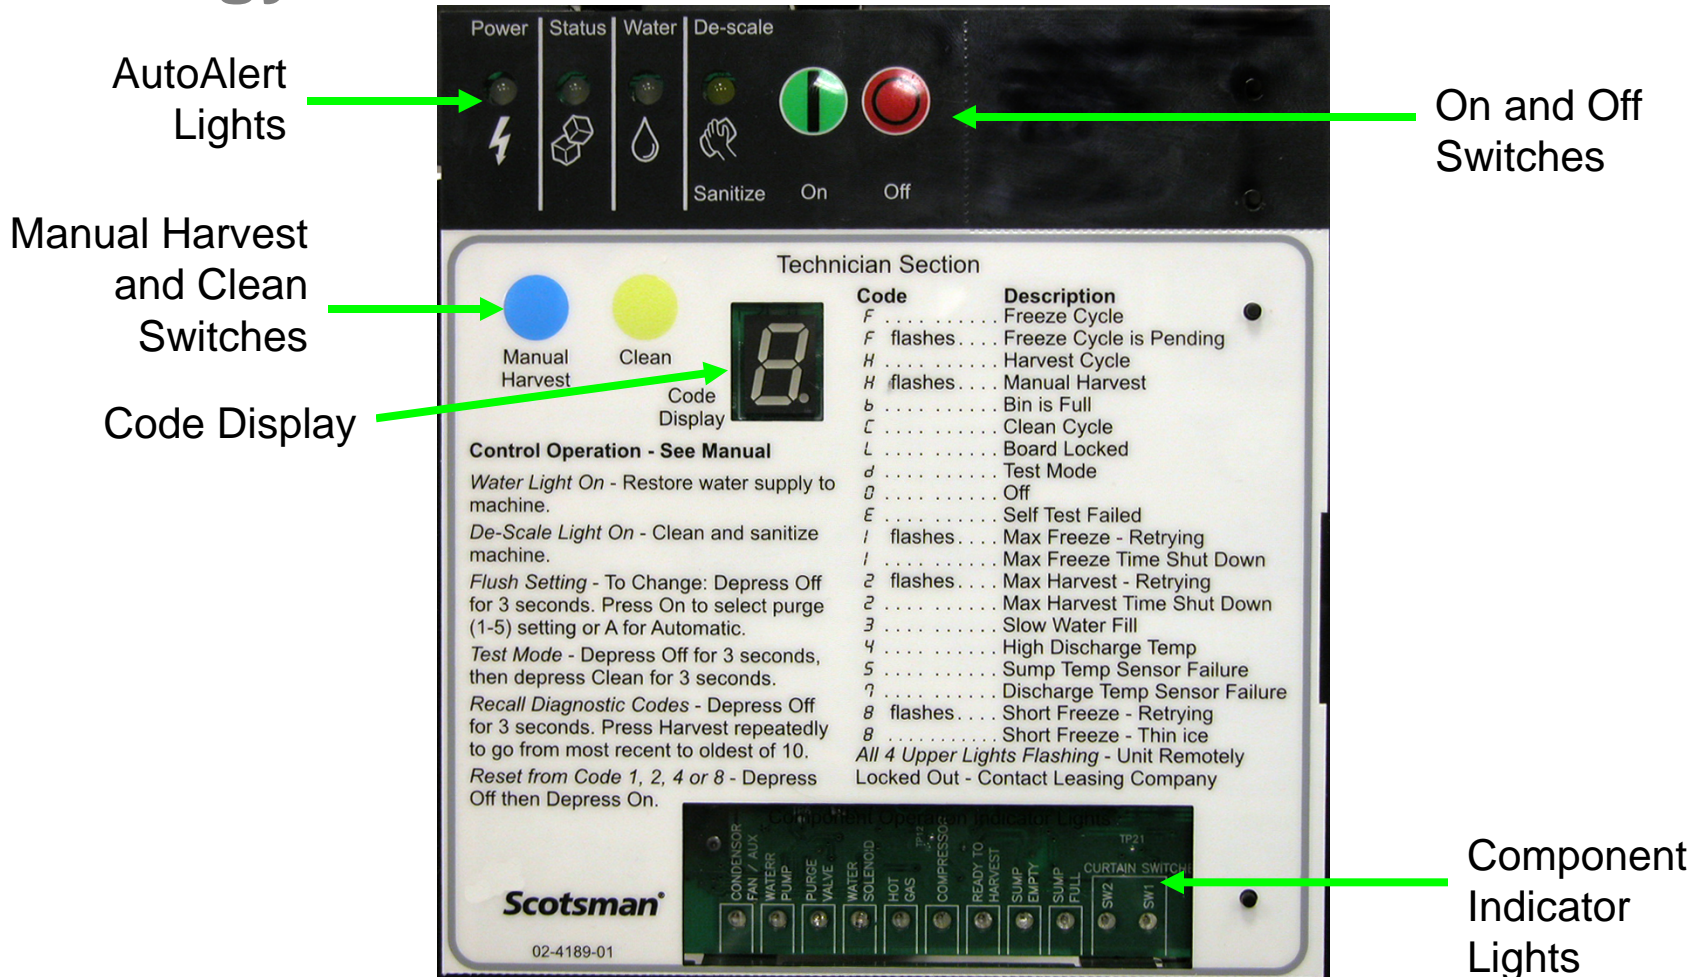 AutoAlert
Lights
Manual Harvest
and Clean
Switches
Code Display
On and Off
Switches
Component
Indicator
Lights
Power Status Water De-scale
Sanitize On Off
Technician Section
Manual
Harvest
Clean
Code
Display
Control Operation - See Manual
Water Light On - Restore water supply to
machine.
De-Scale Light On - Clean and sanitize
machine.
Flush Setting - To Change: Depress Off
for 3 seconds. Press On to select purge
(1-5) setting or A for Automatic.
Test Mode - Depress Off for 3 seconds,
then depress Clean for 3 seconds.
Recall Diagnostic Codes - Depress Off
for 3 seconds. Press Harvest repeatedly
to go from most recent to oldest of 10.
Reset from Code 1, 2, 4 or 8 - Depress
Off then Depress On.
Code Description
F . . . . . . . . . . . Freeze Cycle
F flashes . . . . Freeze Cycle is Pending
H . . . . . . . . . . . Harvest Cycle
H flashes . . . . Manual Harvest
b . . . . . . . . . . . Bin is Full
C . . . . . . . . . . . Clean Cycle
L . . . . . . . . . . . Board Locked
d . . . . . . . . . . . Test Mode
0 . . . . . . . . . . . Off
E . . . . . . . . . . . Self Test Failed
1 flashes . . . . Max Freeze - Retrying
1 . . . . . . . . . . . Max Freeze Time Shut Down
2 flashes . . . . Max Harvest - Retrying
2 . . . . . . . . . . . Max Harvest Time Shut Down
3 . . . . . . . . . . . Slow Water Fill
4 . . . . . . . . . . . High Discharge Temp
5 . . . . . . . . . . . Sump Temp Sensor Failure
7 . . . . . . . . . . . Discharge Temp Sensor Failure
8 flashes . . . . Short Freeze - Retrying
8 . . . . . . . . . . . Short Freeze - Thin ice
All 4 Upper Lights Flashing - Unit Remotely
Locked Out - Contact Leasing Company
Component Operation Indicator Lights
CONDENSOR
FAN / AUX
WATERR
PUMP
PURGE
VALVE
WATER
SOLENOID
HOT
GAS
TP12
COMPRESSOR
READY TO
HARVEST
SUMP
EMPTY
SUMP
FULL
TP21
CURTAIN SWITCH
SW2
SW1
Scotsman
02-4189-01